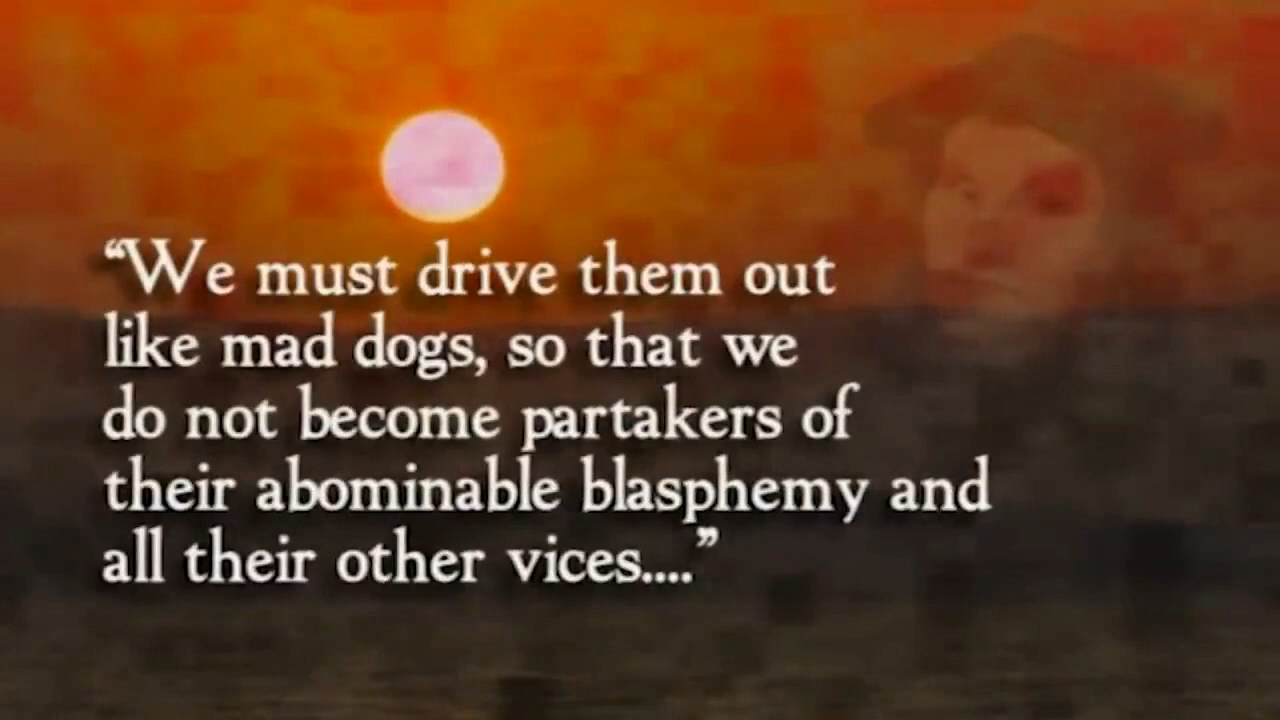 “We must drive them out
like mad dogs, so that we
do not become partakers of
their abominable blasphemy and
all their other vices....”